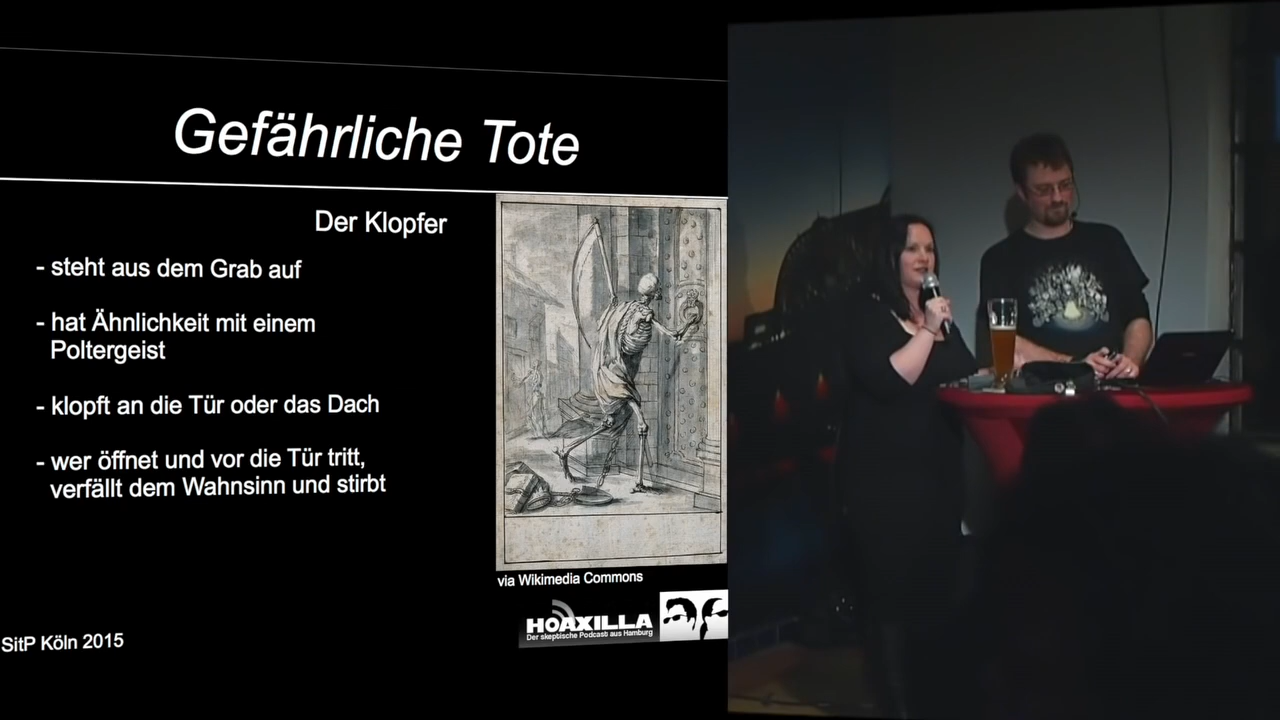 Gefährliche Tote
Der Klopfer
- steht aus dem Grab auf
- hat Ähnlichkeit mit einem
Poltergeist
- klopft an die Tür oder das Dach
- wer öffnet und vor die Tür tritt,
verfällt dem Wahnsinn und stirbt
via Wikimedia Commons
HOAXILLA
Der skeptische Podcast aus Hamburg
SitP Köln 2015